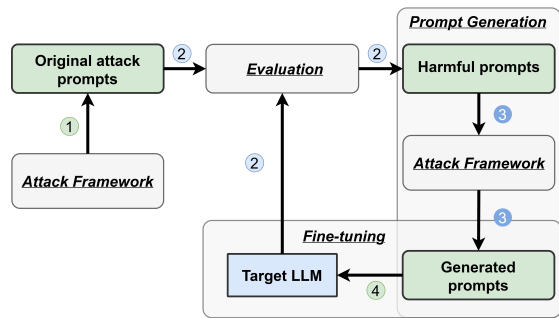 Prompt Generation
Original attack
prompts
2
Evaluation
2
Harmful prompts
1
3
Attack Framework
2
Attack Framework
3
Fine-tuning
Target LLM
4
Generated
prompts